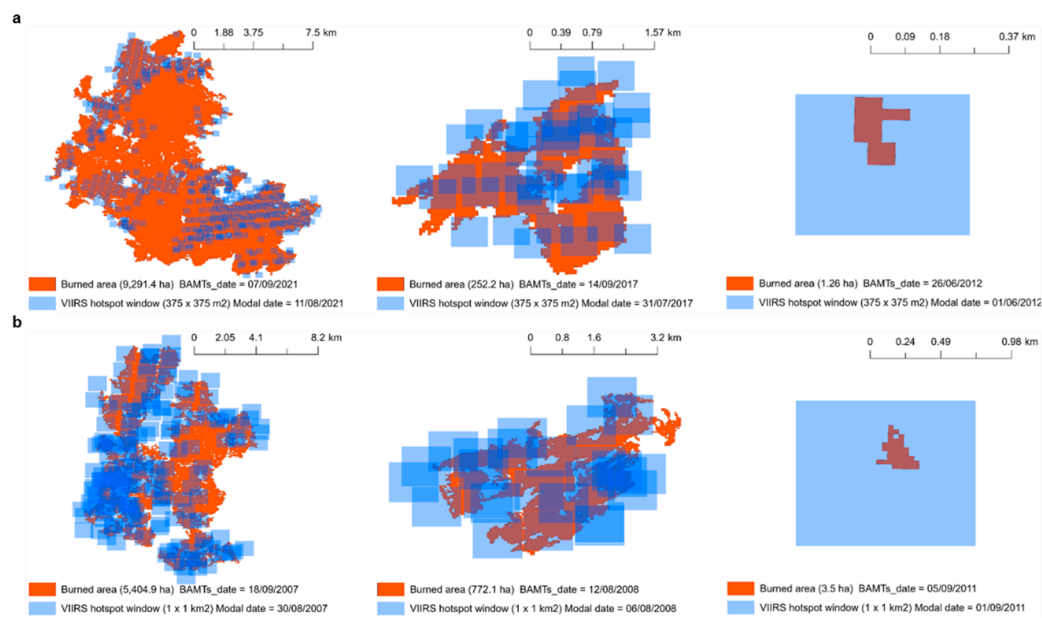 a
0 1.88 3.75 7.5 km
0 0.39 0.79 1.57 km
0 0.09 0.18 0.37 km
Burned area (9,291.4 ha) BAMTs_date = 07/09/2021
VIIRS hotspot window (375 x 375 m2) Modal date = 11/08/2021
Burned area (252.2 ha) BAMTs_date = 14/09/2017
VIIRS hotspot window (375 x 375 m2) Modal date = 31/07/2017
Burned area (1.26 ha) BAMTs_date = 26/06/2012
VIIRS hotspot window (375 x 375 m2) Modal date = 01/06/2012
b
0 2.05 4.1 8.2 km
0 0.8 1.6 3.2 km
0 0.24 0.49 0.98 km
Burned area (5,404.9 ha) BAMTs_date = 18/09/2007
VIIRS hotspot window (1 x 1 km2) Modal date = 30/08/2007
Burned area (772.1 ha) BAMTs_date = 12/08/2008
VIIRS hotspot window (1 x 1 km2) Modal date = 06/08/2008
Burned area (3.5 ha) BAMTs_date = 05/09/2011
VIIRS hotspot window (1 x 1 km2) Modal date = 01/09/2011